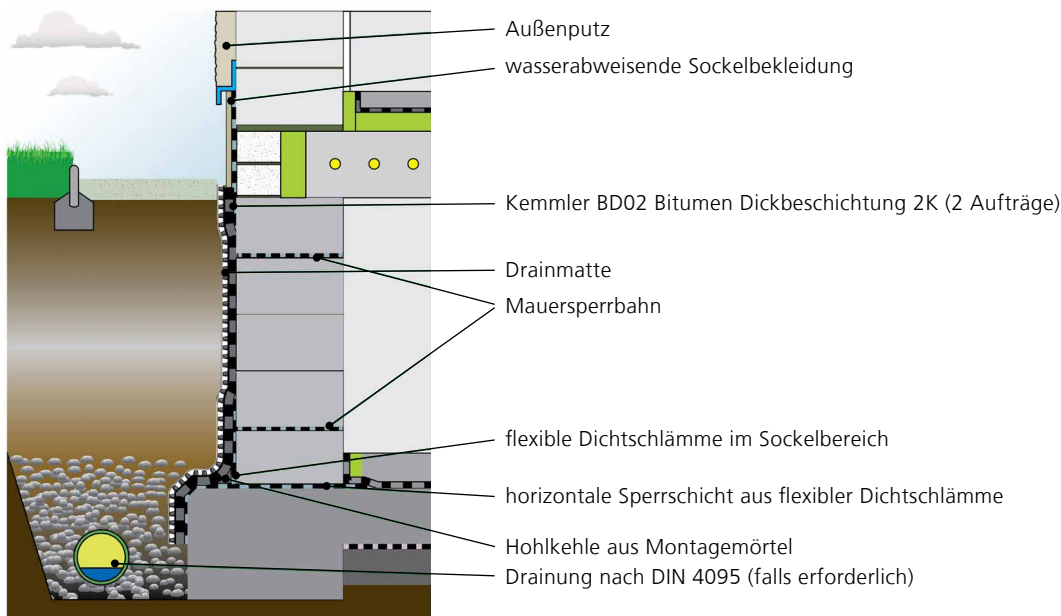 Außenputz
wasserabweisende Sockelbekleidung
Kemmler BD02 Bitumen Dickbeschichtung 2K (2 Aufträge)
Drainmatte
Mauersperrbahn
flexible Dichtschlämme im Sockelbereich
horizontale Sperrschicht aus flexibler Dichtschlämme
Hohlkehle aus Montagemörtel
Drainung nach DIN 4095 (falls erforderlich)